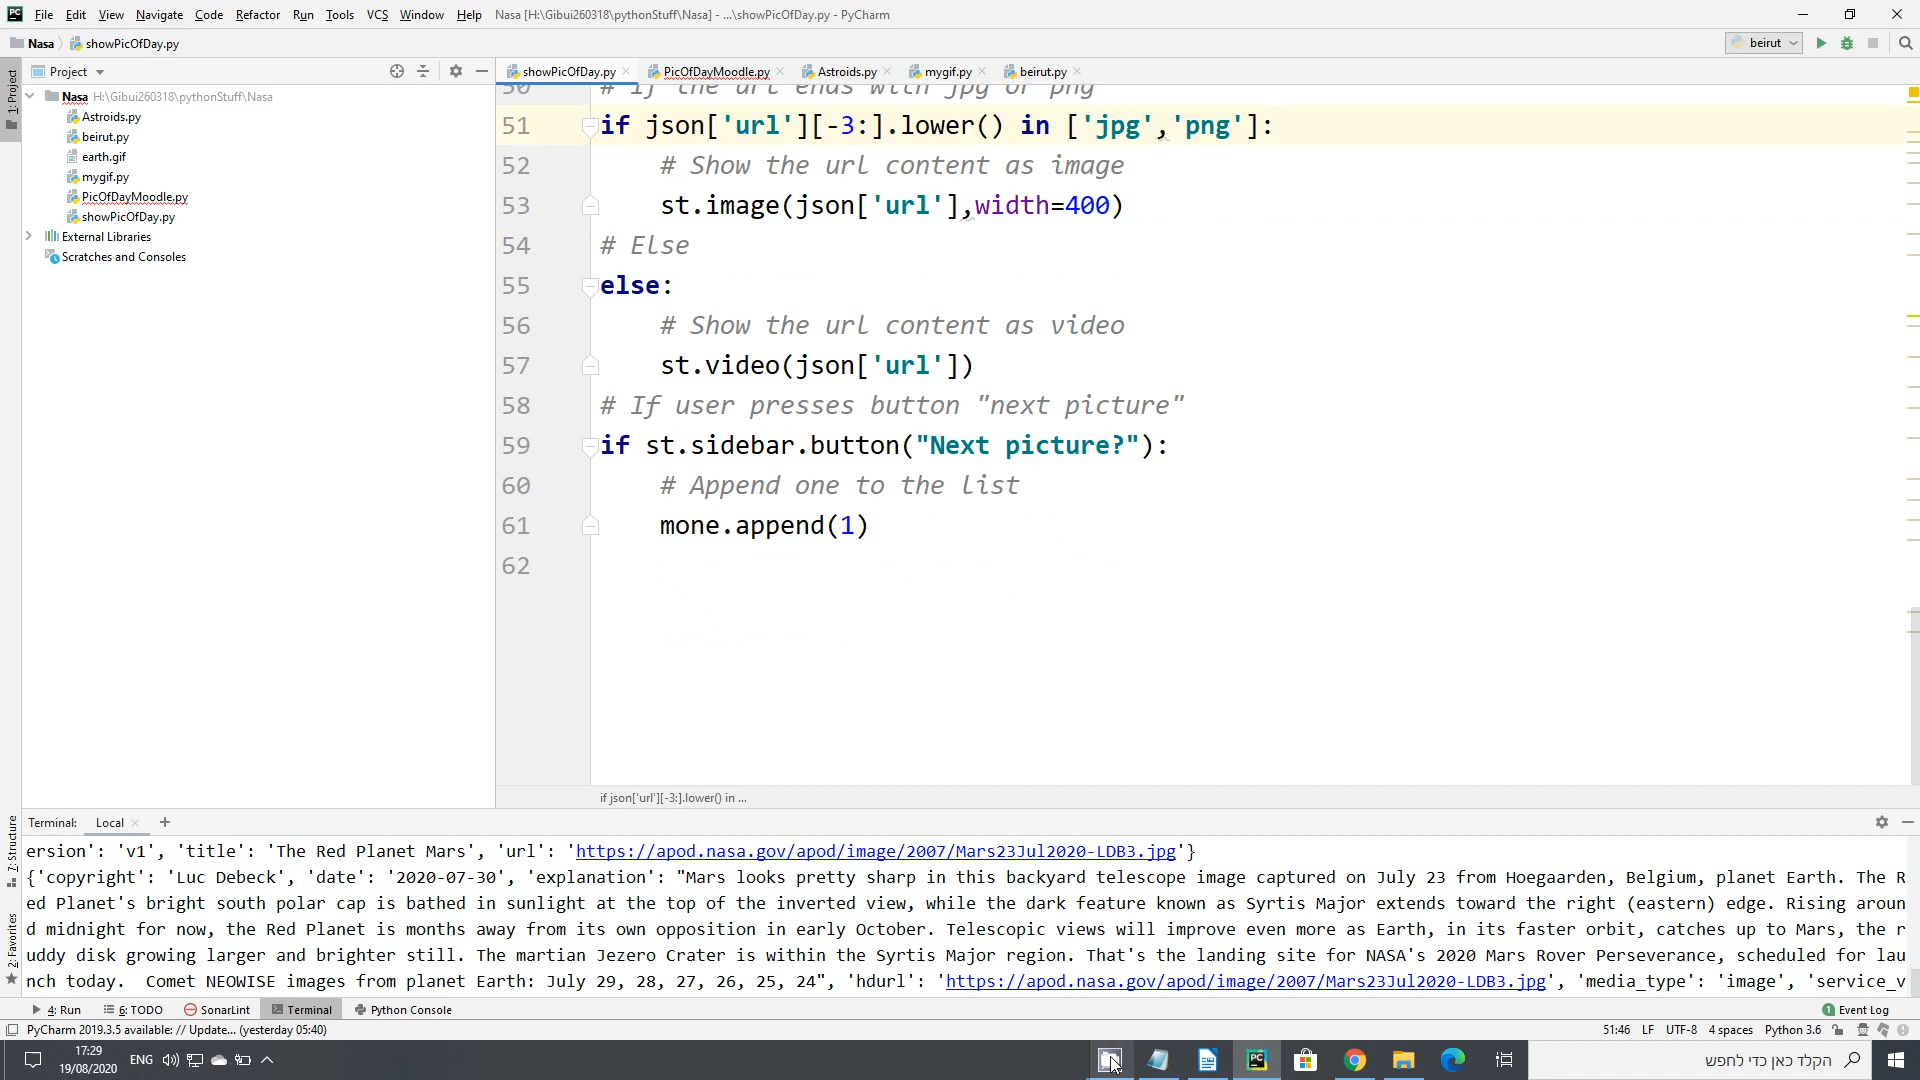 PC File Edit View Navigate Code Refactor Run Tools VCS Window Help Nasa [H:\Gibui260318\pythonStuff\Nasa] - ...\showPicOfDay.py - PyCharm
Nasa showPicOfDay.py beirut
1: Project
Project
showPicOfDay.py PicOfDayMoodle.py Astroids.py mygif.py beirut.py
Nasa H:\Gibui260318\pythonStuff\Nasa
Astroids.py
beirut.py
earth.gif
mygif.py
PicOfDayMoodle.py
showPicOfDay.py
External Libraries
Scratches and Consoles
50 # If the url ends with jpg or png
51 if json['url'][-3:].lower() in ['jpg','png']:
52 # Show the url content as image
53 st.image(json['url'],width=400)
54 # Else
55 else:
56 # Show the url content as video
57 st.video(json['url'])
58 # If user presses button "next picture"
59 if st.sidebar.button("Next picture?"):
60 # Append one to the list
61 mone.append(1)
62
if json['url'][-3:].lower() in ...
7: Structure
2: Favorites
Terminal: Local +
ersion': 'v1', 'title': 'The Red Planet Mars', 'url': 'https://apod.nasa.gov/apod/image/2007/Mars23Jul2020-LDB3.jpg'}
{'copyright': 'Luc Debeck', 'date': '2020-07-30', 'explanation': "Mars looks pretty sharp in this backyard telescope image captured on July 23 from Hoegaarden, Belgium, planet Earth. The R
ed Planet's bright south polar cap is bathed in sunlight at the top of the inverted view, while the dark feature known as Syrtis Major extends toward the right (eastern) edge. Rising aroun
d midnight for now, the Red Planet is months away from its own opposition in early October. Telescopic views will improve even more as Earth, in its faster orbit, catches up to Mars, the r
uddy disk growing larger and brighter still. The martian Jezero Crater is within the Syrtis Major region. That's the landing site for NASA's 2020 Mars Rover Perseverance, scheduled for lau
nch today.  Comet NEOWISE images from planet Earth: July 29, 28, 27, 26, 25, 24", 'hdurl': 'https://apod.nasa.gov/apod/image/2007/Mars23Jul2020-LDB3.jpg', 'media_type': 'image', 'service_v
4: Run 6: TODO SonarLint Terminal Python Console 1 Event Log
PyCharm 2019.3.5 available: // Update... (yesterday 05:40) 51:46 LF UTF-8 4 spaces Python 3.6
17:29
19/08/2020
ENG
הקלד כאן כדי לחפש